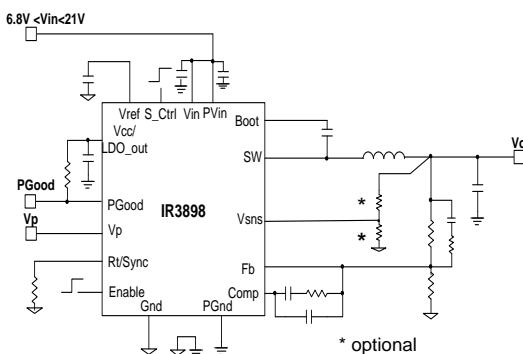 6.8V <Vin<21V
Vref S_Ctrl Vin PVin
Vcc/
LDO_out
Boot
SW
Vo
PGood
PGood
IR3898
Vsns
*
*
Vp
Vp
Rt/Sync
Fb
Enable
Comp
Gnd PGnd
* optional